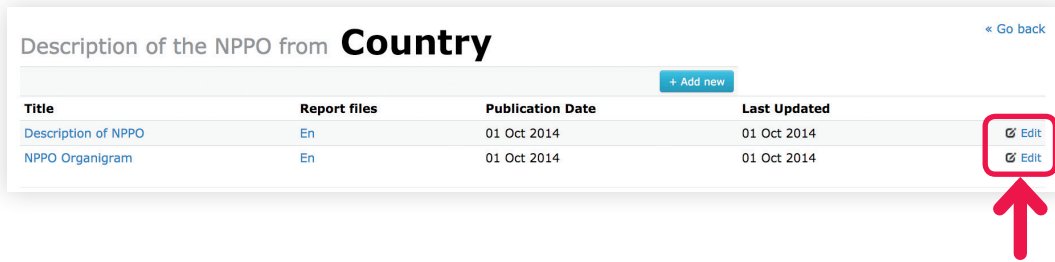 « Go back
Description of the NPPO from Country
+ Add new
Title Report files Publication Date Last Updated
Description of NPPO En 01 Oct 2014 01 Oct 2014 Edit
NPPO Organigram En 01 Oct 2014 01 Oct 2014 Edit